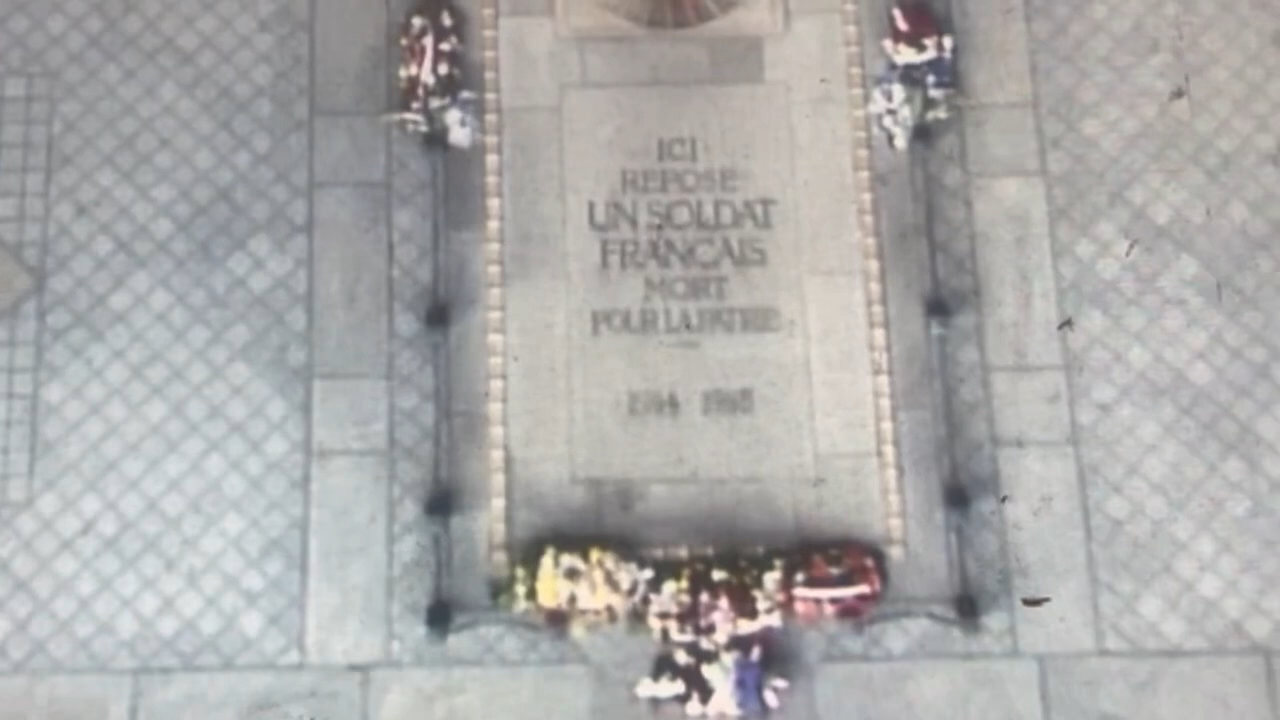 ICI
REPOSE
UN SOLDAT
FRANÇAIS
MORT
POUR LA PATRIE
1914 1918